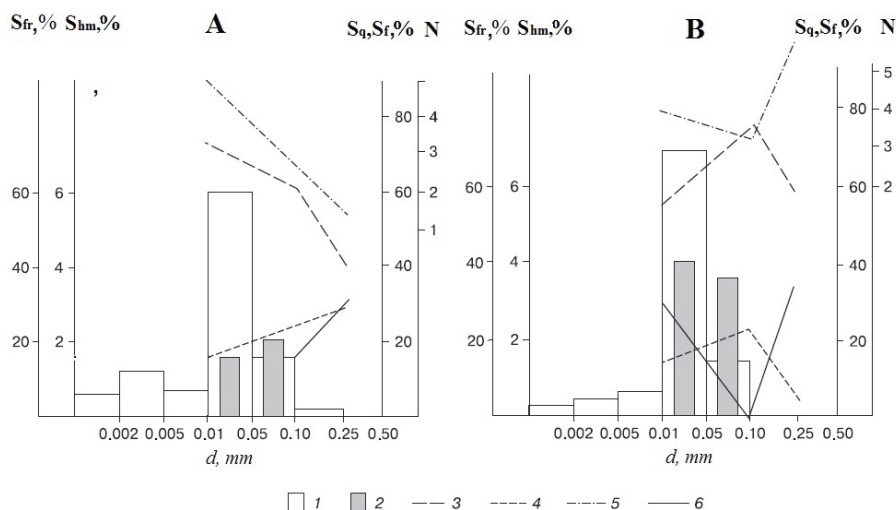 Sfr,% Shm,% A Sq,Sf,% N Sfr,% Shm,% B Sq,Sf,% N
,
5
80 4 80 4
3 3
60 6 60 2 60 6 60 2
1
40 4 40 40 4 40
20 2 20 20 2 20
0.002 0.005 0.01 0.05 0.10 0.25 0.50 0.002 0.005 0.01 0.05 0.10 0.25 0.50
d, mm d, mm
1 2 3 4 5 6